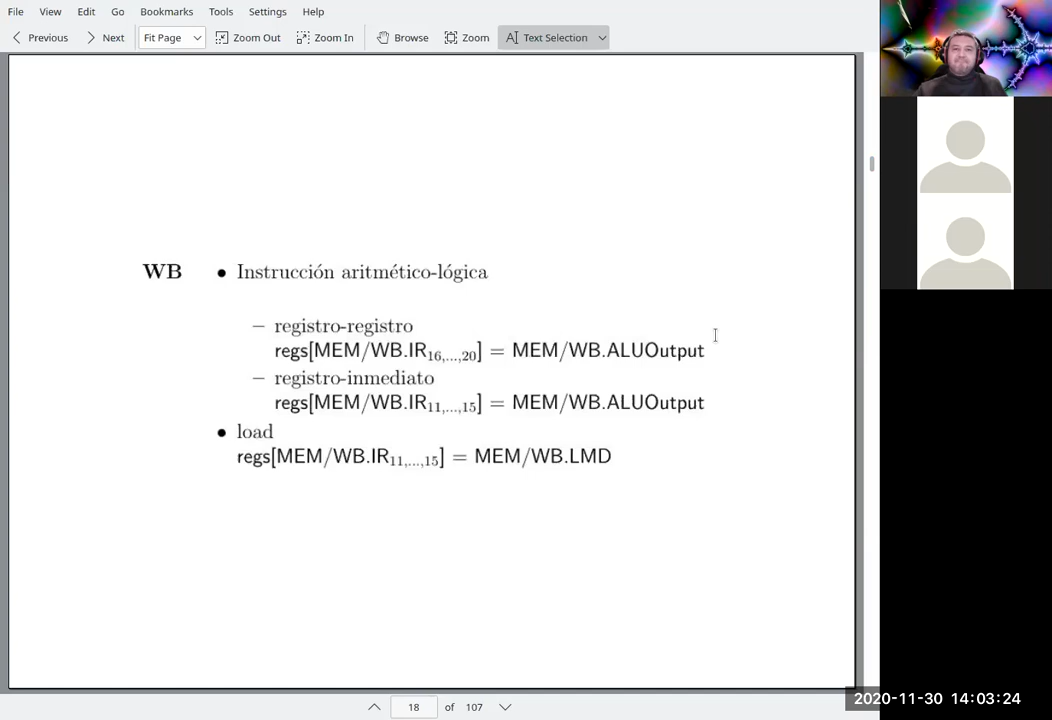 File View Edit Go Bookmarks Tools Settings Help
Previous Next Fit Page Zoom Out Zoom In Browse Zoom Text Selection
WB • Instrucción aritmético-lógica
– registro-registro
regs[MEM/WB.IR16,...,20] = MEM/WB.ALUOutput
– registro-inmediato
regs[MEM/WB.IR11,...,15] = MEM/WB.ALUOutput
• load
regs[MEM/WB.IR11,...,15] = MEM/WB.LMD
18 of 107
2020-11-30 14:03:24